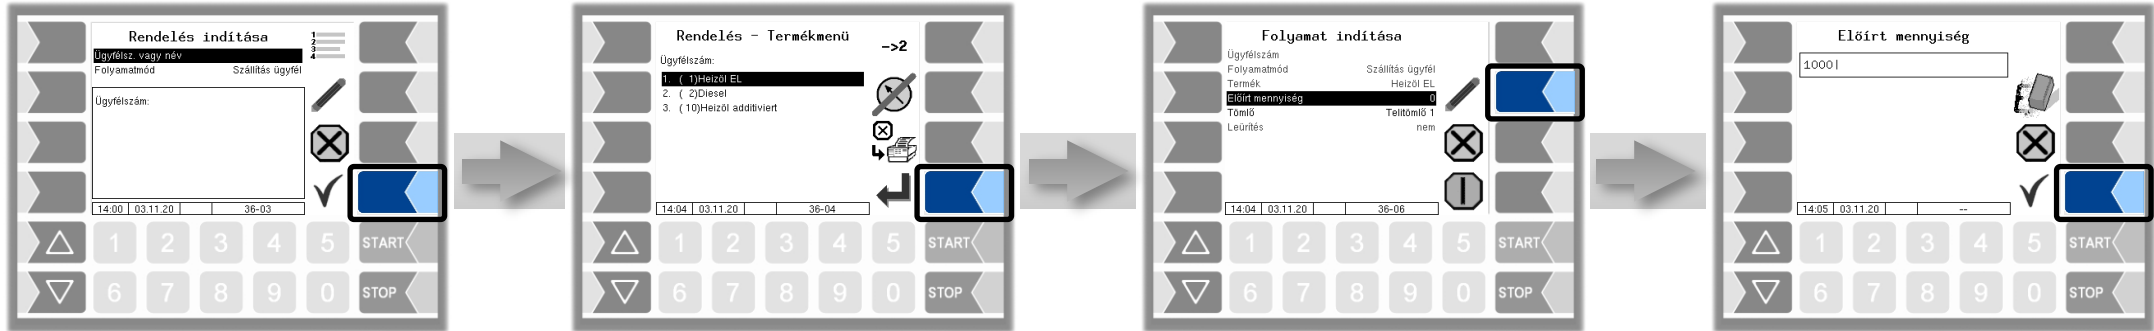 Rendelés indítása
Ügyfélsz. vagy név
Folyamatmód Szállítás ügyfél
Ügyfélszám:
1
2
3
4
14:00 03.11.20 36-03
1 2 3 4 5 START
6 7 8 9 0 STOP
Rendelés - Termékmenü
->2
Ügyfélszám:
1. ( 1)Heizöl EL
2. ( 2)Diesel
3. ( 10)Heizöl additiviert
14:04 03.11.20 36-04
1 2 3 4 5 START
6 7 8 9 0 STOP
Folyamat indítása
Ügyfélszám
Folyamatmód Szállítás ügyfél
Termék Heizöl EL
Előírt mennyiség 0
Tömlő Telitömlő 1
Leürítés nem
14:04 03.11.20 36-06
1 2 3 4 5 START
6 7 8 9 0 STOP
Előírt mennyiség
1000
14:05 03.11.20 --
1 2 3 4 5 START
6 7 8 9 0 STOP